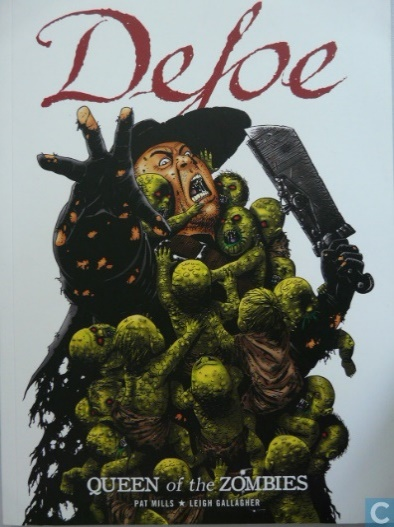 Defoe
QUEEN of the ZOMBIES
PAT MILLS ★ LEIGH GALLAGHER
C